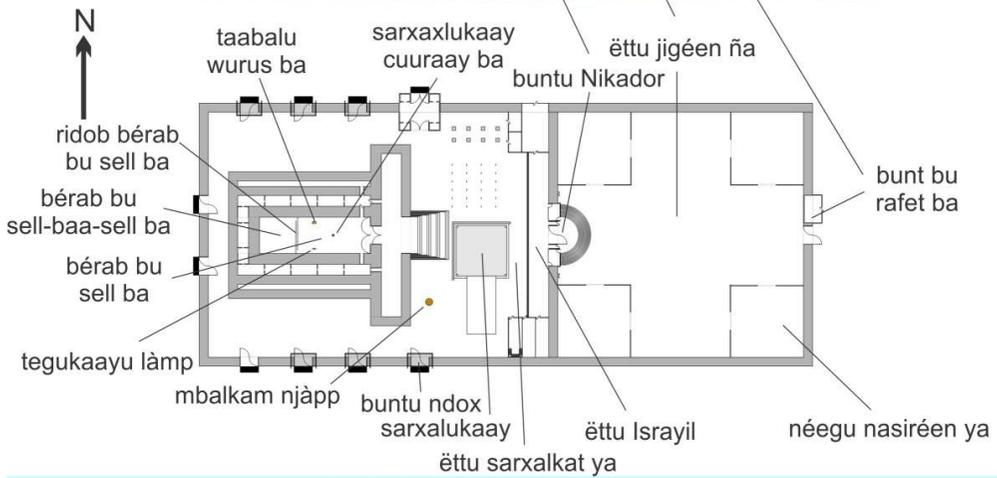 N
taabalu
wurus ba
sarxaxlukaay
cuuraay ba
ëttu jigéen ña
buntu Nikador
ridob bérab
bu sell ba
bérab bu
sell-baa-sell ba
bérab bu
sell ba
bunt bu
rafet ba
tegukaayu làmp
mbalkam njàpp
buntu ndox
sarxalukaay
ëttu Israyil
néegu nasiréen ya
ëttu sarxalkat ya